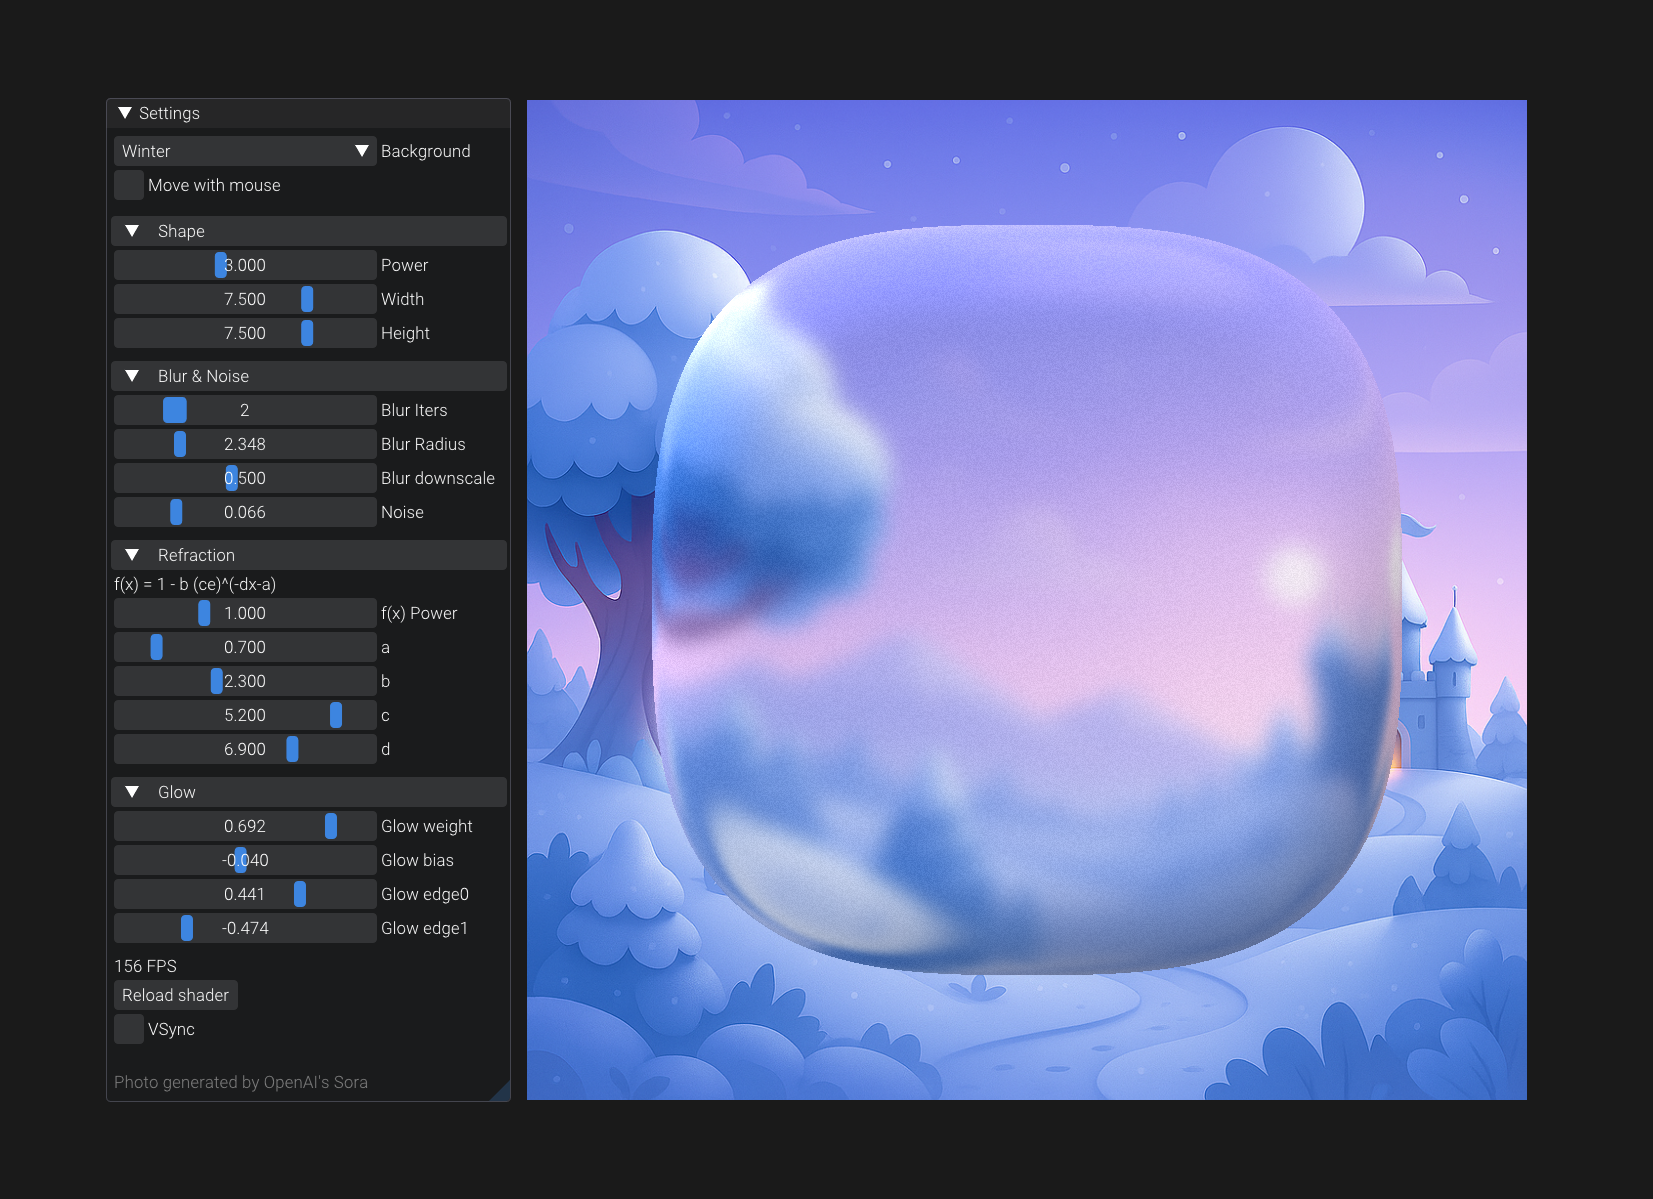 Settings
Winter Background
Move with mouse
Shape
3.000 Power
7.500 Width
7.500 Height
Blur & Noise
2 Blur Iters
2.348 Blur Radius
0.500 Blur downscale
0.066 Noise
Refraction
f(x) = 1 - b (ce)^(-dx-a)
1.000 f(x) Power
0.700 a
2.300 b
5.200 c
6.900 d
Glow
0.692 Glow weight
-0.040 Glow bias
0.441 Glow edge0
-0.474 Glow edge1
156 FPS
Reload shader
VSync
Photo generated by OpenAI's Sora